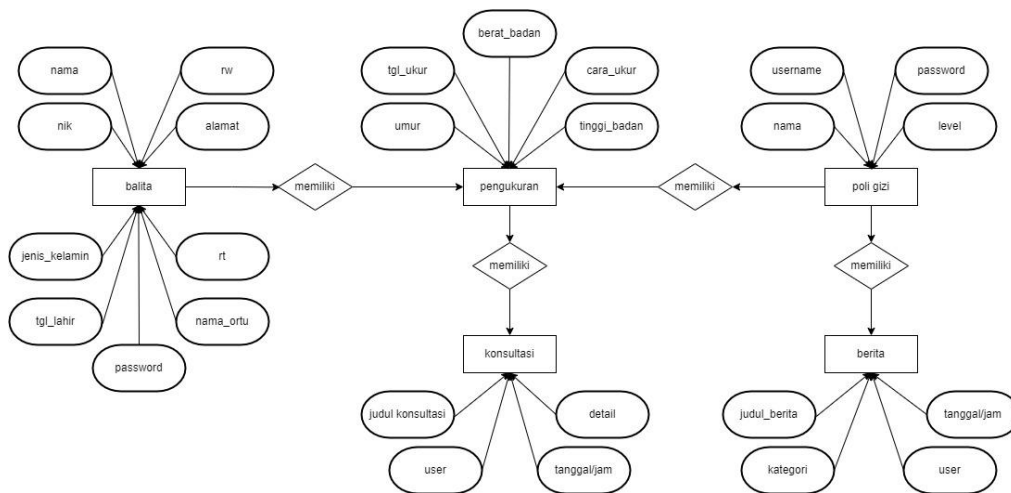 berat_badan
nama
rw
tgl_ukur
cara_ukur
username
password
nik
alamat
umur
tinggi_badan
nama
level
balita
memiliki
pengukuran
memiliki
poli gizi
jenis_kelamin
rt
memiliki
memiliki
tgl_lahir
nama_ortu
password
konsultasi
berita
judul konsultasi
detail
judul_berita
tanggal/jam
user
tanggal/jam
kategori
user